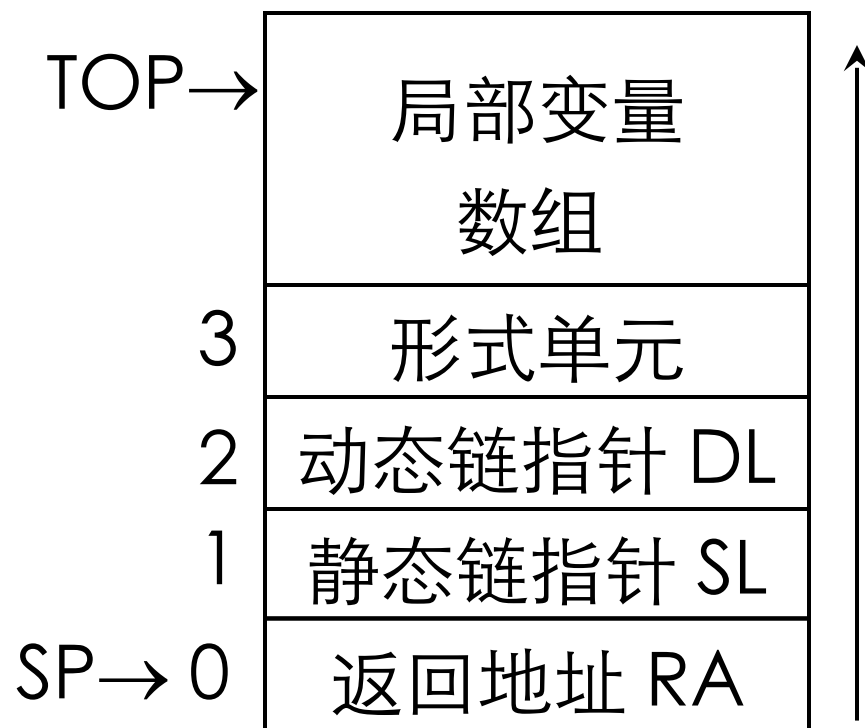 TOP→ 局部变量
数组
3 形式单元
2 动态链指针 DL
1 静态链指针 SL
SP→ 0 返回地址 RA